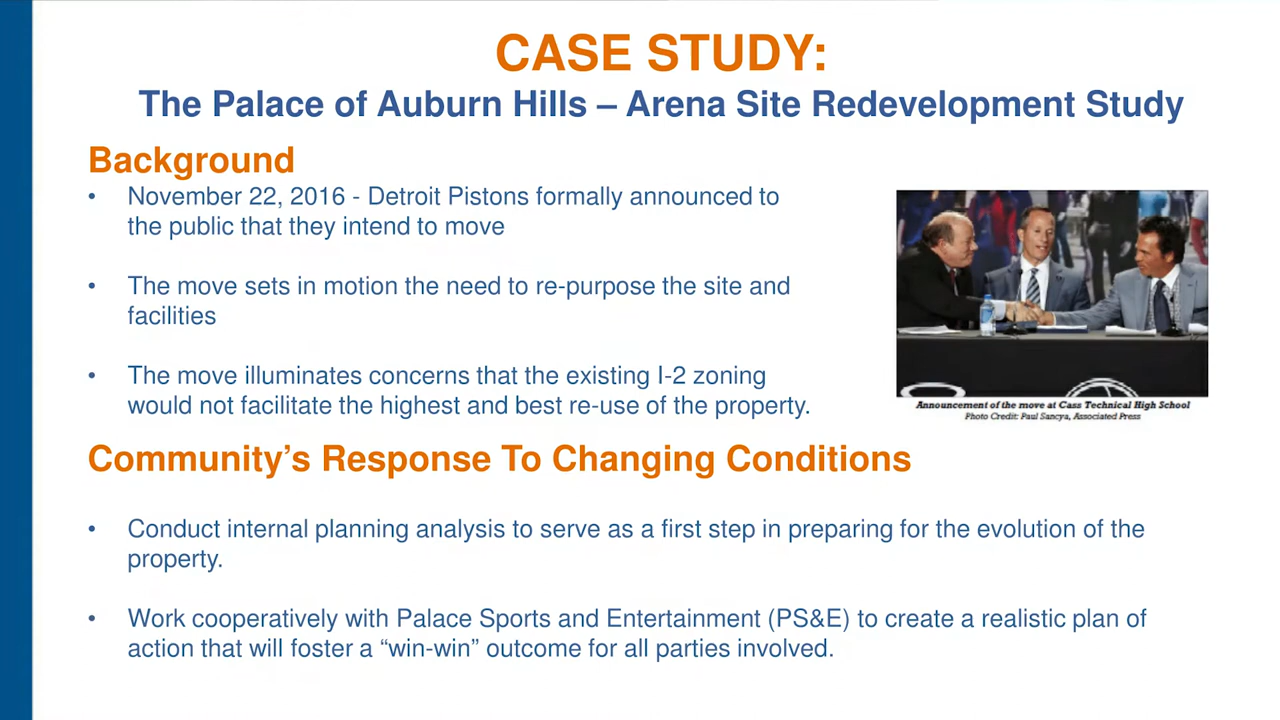 CASE STUDY:
The Palace of Auburn Hills – Arena Site Redevelopment Study
Background
• November 22, 2016 - Detroit Pistons formally announced to
the public that they intend to move
• The move sets in motion the need to re-purpose the site and
facilities
• The move illuminates concerns that the existing I-2 zoning
would not facilitate the highest and best re-use of the property.
Announcement of the move at Cass Technical High School
Photo Credit: Paul Sancya, Associated Press
Community’s Response To Changing Conditions
• Conduct internal planning analysis to serve as a first step in preparing for the evolution of the
property.
• Work cooperatively with Palace Sports and Entertainment (PS&E) to create a realistic plan of
action that will foster a “win-win” outcome for all parties involved.